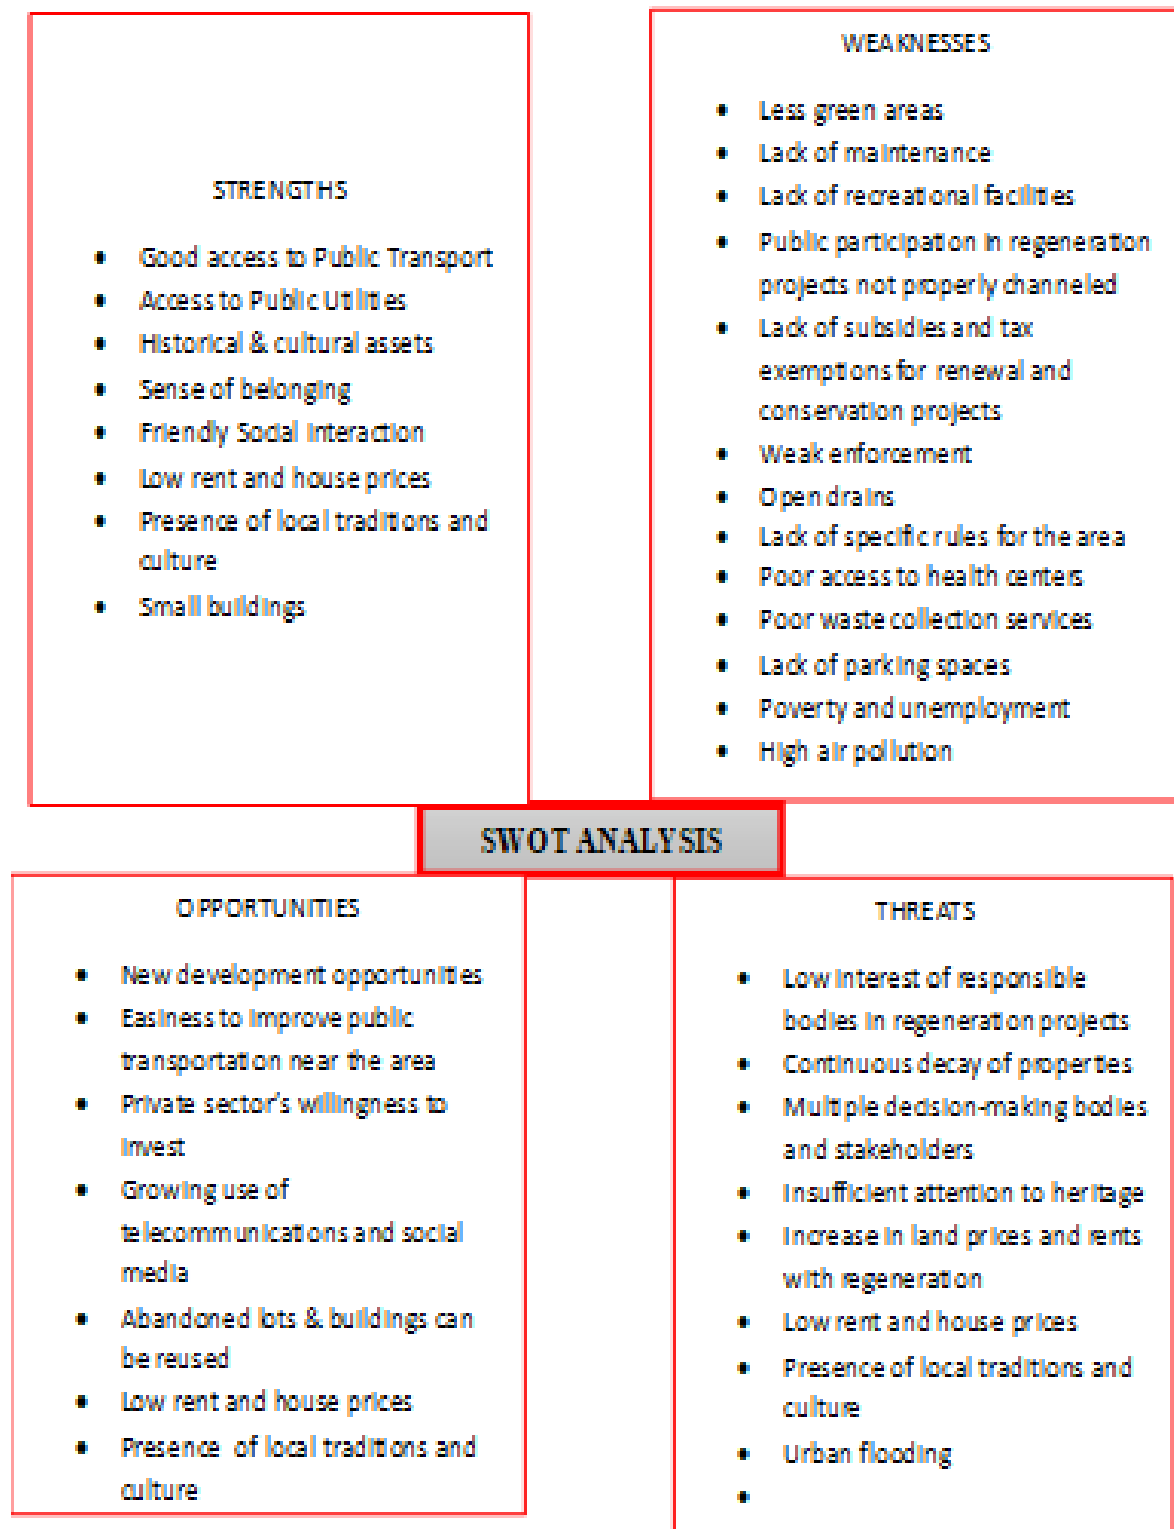 STRENGTHS
• Good access to Public Transport
• Access to Public Utilities
• Historical & cultural assets
• Sense of belonging
• Friendly Social Interaction
• Low rent and house prices
• Presence of local traditions and
culture
• Small buildings
WEAKNESSES
• Less green areas
• Lack of maintenance
• Lack of recreational facilities
• Public participation in regeneration
projects not properly channeled
• Lack of subsidies and tax
exemptions for renewal and
conservation projects
• Weak enforcement
• Open drains
• Lack of specific rules for the area
• Poor access to health centers
• Poor waste collection services
• Lack of parking spaces
• Poverty and unemployment
• High air pollution
SWOT ANALYSIS
OPPORTUNITIES
• New development opportunities
• Easiness to improve public
transportation near the area
• Private sector's willingness to
invest
• Growing use of
telecommunications and social
media
• Abandoned lots & buildings can
be reused
• Low rent and house prices
• Presence of local traditions and
culture
THREATS
• Low interest of responsible
bodies in regeneration projects
• Continuous decay of properties
• Multiple decision-making bodies
and stakeholders
• Insufficient attention to heritage
• Increase in land prices and rents
with regeneration
• Low rent and house prices
• Presence of local traditions and
culture
• Urban flooding
•